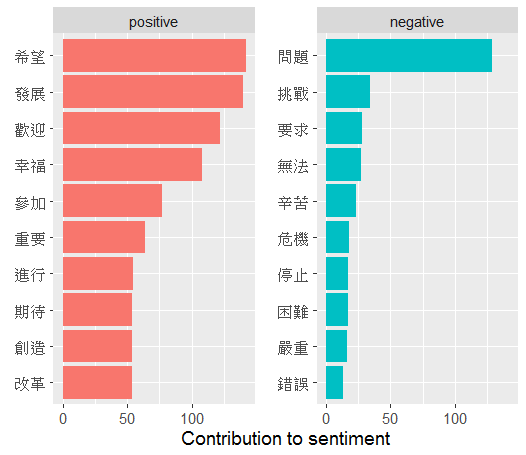 positive
希望
發展
歡迎
幸福
參加
重要
進行
期待
創造
改革
0 50 100
negative
問題
挑戰
要求
無法
辛苦
危機
停止
困難
嚴重
錯誤
0 50 100
Contribution to sentiment